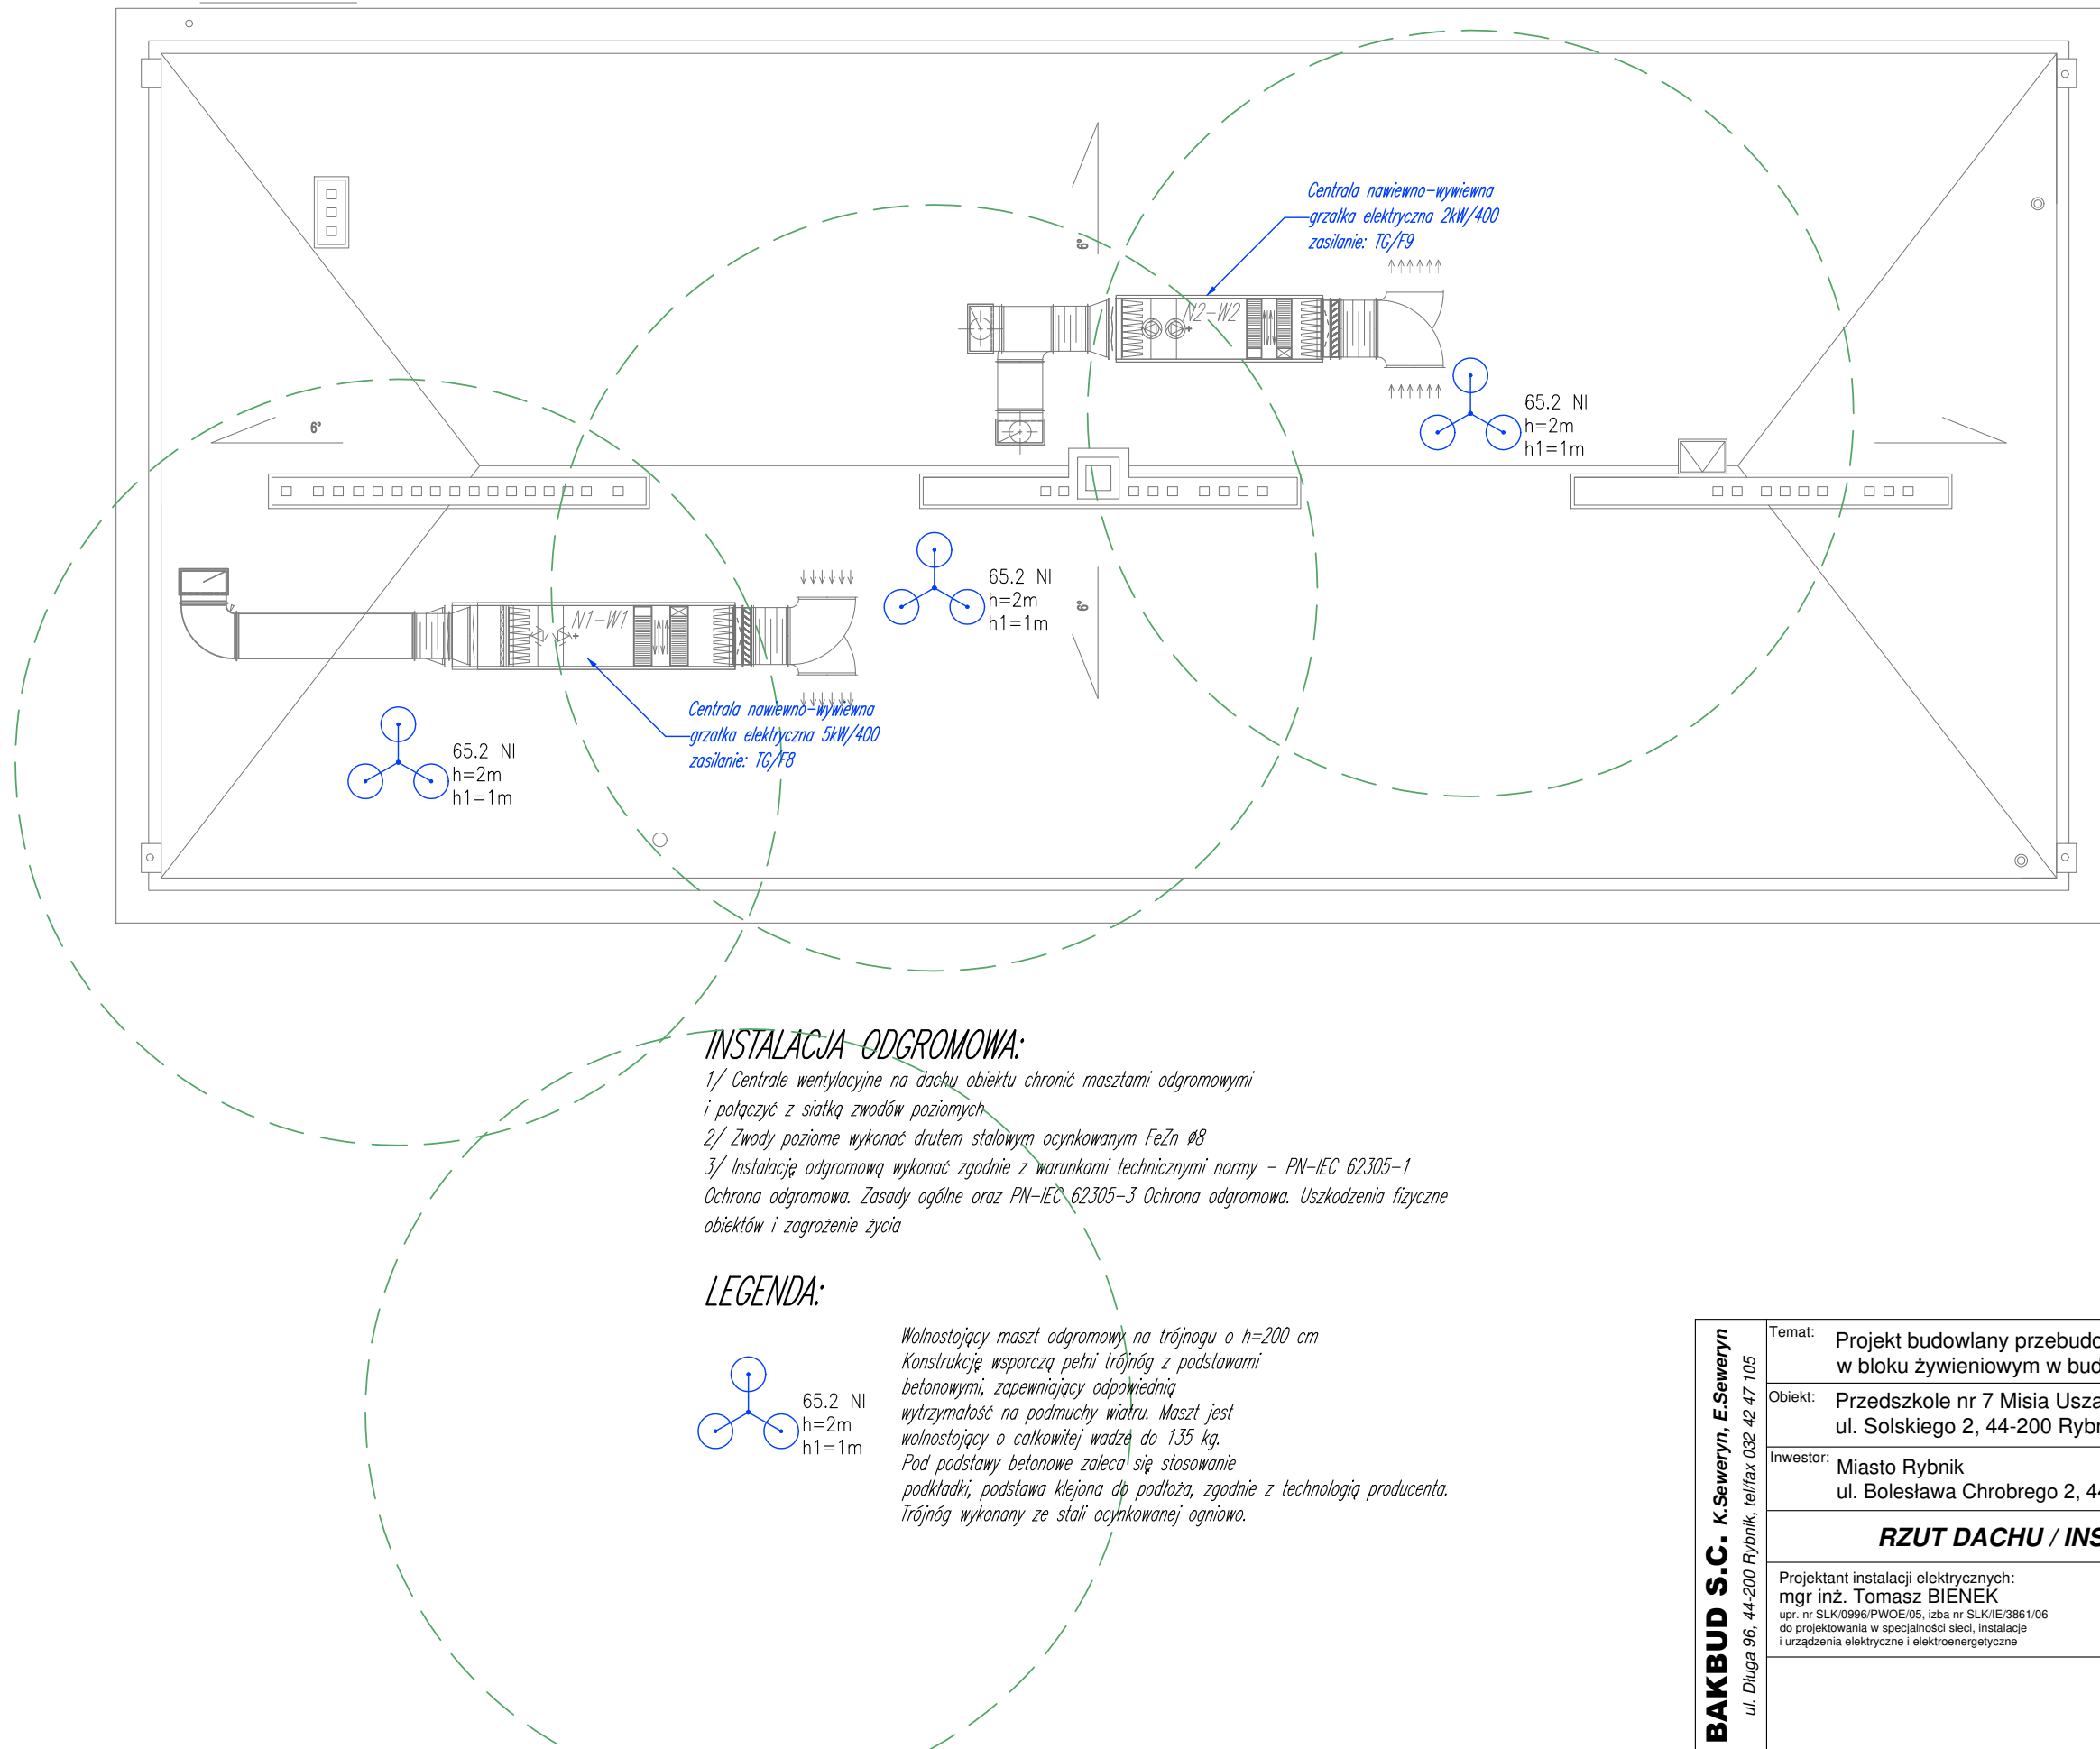 Centrala nawiewno-wywiewna
grzałka elektryczna 2kW/400
zasilanie: TG/F9
6°
N2-W2
65.2 NI
h=2m
h1=1m
6°
65.2 NI
h=2m
h1=1m
6°
N1-W1
Centrala nawiewno-wywiewna
grzałka elektryczna 5kW/400
zasilanie: TG/F8
65.2 NI
h=2m
h1=1m
INSTALACJA ODGROMOWA:
1/ Centrale wentylacyjne na dachu obiektu chronić masztami odgromowymi
i połączyć z siatką zwodów poziomych
2/ Zwody poziome wykonać drutem stalowym ocynkowanym FeZn ø8
3/ Instalację odgromową wykonać zgodnie z warunkami technicznymi normy - PN-IEC 62305-1
Ochrona odgromowa. Zasady ogólne oraz PN-IEC 62305-3 Ochrona odgromowa. Uszkodzenia fizyczne
obiektów i zagrożenie życia
LEGENDA:
65.2 NI
h=2m
h1=1m
Wolnostojący maszt odgromowy na trójnogu o h=200 cm
Konstrukcję wsporczą pełni trójnóg z podstawami
betonowymi, zapewniający odpowiednią
wytrzymałość na podmuchy wiatru. Maszt jest
wolnostojący o całkowitej wadze do 135 kg.
Pod podstawy betonowe zaleca się stosowanie
podkładki, podstawa klejona do podłoża, zgodnie z technologią producenta.
Trójnóg wykonany ze stali ocynkowanej ogniowo.
BAKBUD S.C. K.Seweryn, E.Seweryn
ul. Długa 96, 44-200 Rybnik, tel/fax 032 42 47 105
Temat: Projekt budowlany przebudo
w bloku żywieniowym w bud
Obiekt: Przedszkole nr 7 Misia Usza
ul. Solskiego 2, 44-200 Rybn
Inwestor: Miasto Rybnik
ul. Bolesława Chrobrego 2, 44
RZUT DACHU / INS
Projektant instalacji elektrycznych:
mgr inż. Tomasz BIENEK
upr. nr SLK/0996/PWOE/05, izba nr SLK/IE/3861/06
do projektowania w specjalności sieci, instalacje
i urządzenia elektryczne i elektroenergetyczne